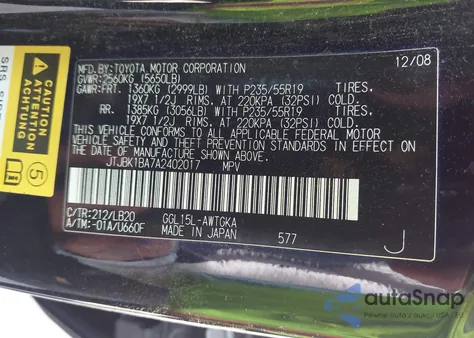 MFD.BY:TOYOTA MOTOR CORPORATION 12/08
GVWR:2560KG (5650LB)
GAWR:FRT. 1360KG (2999LB) WITH P235/55R19 TIRES,
19X7 1/2J RIMS, AT 220KPA (32PSI) COLD.
RR. 1385KG (3056LB) WITH P235/55R19 TIRES,
19X7 1/2J RIMS, AT 220KPA (32PSI) COLD.
THIS VEHICLE CONFORMS TO ALL APPLICABLE FEDERAL MOTOR
VEHICLE SAFETY AND THEFT PREVENTION STANDARDS
IN EFFECT ON THE DATE OF MANUFACTURE SHOWN ABOVE.
JTJBK1BA7A2402017 MPV
C/TR:212/LB20 GGL15L-AWTGKA
A/TM:-01A/U660F MADE IN JAPAN 577 J
CAUTION
ATTENTION
ACHTUNG
5
SRS
autoSnap